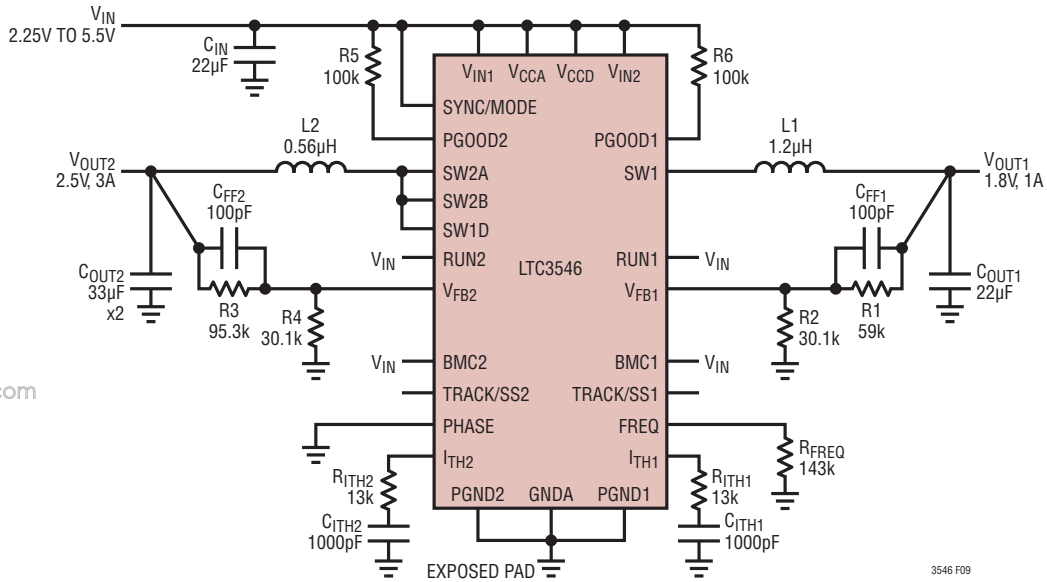 VIN
2.25V TO 5.5V
CIN
22µF
R5
100k
VIN1 VCCA VCCD VIN2
R6
100k
SYNC/MODE
PGOOD2 PGOOD1
L2
0.56µH
L1
1.2µH
VOUT2
2.5V, 3A
SW2A SW1
VOUT1
1.8V, 1A
CFF2
100pF
SW2B
CFF1
100pF
SW1D
VIN RUN2 LTC3546 RUN1 VIN
COUT2
33µF
x2
VFB2 VFB1
COUT1
22µF
R3
95.3k
R4
30.1k
R2
30.1k
R1
59k
VIN BMC2 BMC1 VIN
com
TRACK/SS2 TRACK/SS1
PHASE FREQ
RFREQ
143k
ITH2 ITH1
RITH2
13k
RITH1
13k
PGND2 GNDA PGND1
CITH2
1000pF
CITH1
1000pF
EXPOSED PAD
3546 F09